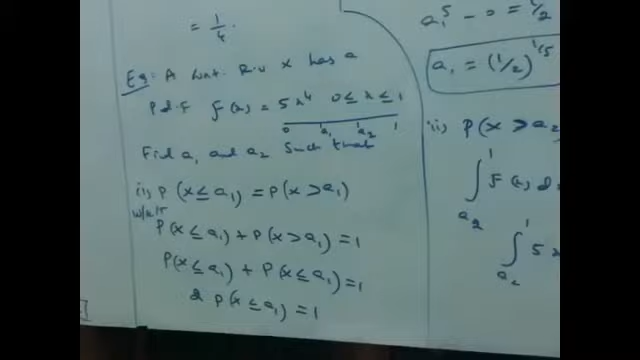 = 1/4.
Eg: A cont. R.v X has a
P.d.f f(x) = 5x⁴ 0 ≤ x ≤ 1
0 a₁ a₂ 1
Find a₁ and a₂ such that
(i) P(x ≤ a₁) = P(x > a₁)
W.K.T
P(x ≤ a₁) + P(x > a₁) = 1
P(x ≤ a₁) + P(x ≤ a₁) = 1
2 P(x ≤ a₁) = 1
a₁⁵ - 0 = 1/2
a₁ = (1/2)^1/5
ii) P(x > a₂
∫ a₂ 1 f(x) d
∫ a₂ 1 5x